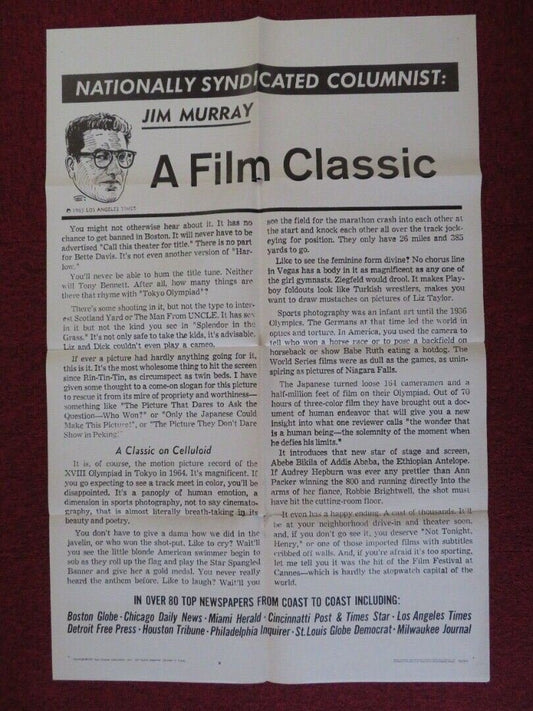 NATIONALLY SYNDICATED COLUMNIST:
JIM MURRAY
A Film Classic
© 1965 LOS ANGELES TIMES
You might not otherwise hear about it. It has no
chance to get banned in Boston. It will never have to be
advertised "Call this theater for title." There is no part
for Bette Davis. It's not even another version of "Har-
low."
You'll never be able to hum the title tune. Neither
will Tony Bennett. After all, how many things are
there that rhyme with "Tokyo Olympiad"?
There's some shooting in it, but not the type to inter-
est Scotland Yard or The Man From UNCLE. It has sex
in it but not the kind you see in "Splendor in the
Grass." It's not only safe to take the kids, it's advisable.
Liz and Dick couldn't even play a cameo.
If ever a picture had hardly anything going for it,
this is it. It's the most wholesome thing to hit the screen
since Rin-Tin-Tin, as circumspect as twin beds. I have
given some thought to a come-on slogan for this picture
to rescue it from its mire of propriety and worthiness—
something like "The Picture That Dares to Ask the
Question—Who Won?" or "Only the Japanese Could
Make This Picture!", or "The Picture They Don't Dare
Show in Peking!"
A Classic on Celluloid
It is, of course, the motion picture record of the
XVIII Olympiad in Tokyo in 1964. It's magnificent. If
you go expecting to see a track meet in color, you'll be
disappointed. It's a panoply of human emotion, a
dimension in sports photography, not to say cinemato-
graphy, that is almost literally breath-taking in its
beauty and poetry.
You don't have to give a damn how we did in the
javelin, or who won the shot-put. Like to cry? Wait'll
you see the little blonde American swimmer begin to
sob as they roll up the flag and play the Star Spangled
Banner and give her a gold medal. You never really
heard the anthem before. Like to laugh? Wait'll you
see the field for the marathon crash into each other at
the start and knock each other all over the track jock-
eying for position. They only have 26 miles and 385
yards to go.
Like to see the feminine form divine? No chorus line
in Vegas has a body in it as magnificent as any one of
the girl gymnasts. Ziegfeld would drool. It makes Play-
boy foldouts look like Turkish wrestlers, makes you
want to draw mustaches on pictures of Liz Taylor.
Sports photography was an infant art until the 1936
Olympics. The Germans at that time led the world in
optics and torture. In America, you used the camera to
tell who won a horse race or to pose a backfield on
horseback or show Babe Ruth eating a hotdog. The
World Series films were as dull as the games, as unin-
spiring as pictures of Niagara Falls.
The Japanese turned loose 164 cameramen and a
half-million feet of film on their Olympiad. Out of 70
hours of three-color film they have brought out a doc-
ument of human endeavor that will give you a new
insight into what one reviewer calls "the wonder that
is a human being—the solemnity of the moment when
he defies his limits."
It introduces that new star of stage and screen,
Abebe Bikila of Addis Ababa, the Ethiopian Antelope.
If Audrey Hepburn was ever any prettier than Ann
Packer winning the 800 and running directly into the
arms of her fiance, Robbie Brightwell, the shot must
have hit the cutting-room floor.
It even has a happy ending. A cast of thousands. It'll
be at your neighborhood drive-in and theater soon,
and, if you don't go see it, you deserve "Not Tonight,
Henry," or one of those imported films with subtitles
cribbed off walls. And, if you're afraid it's too sporting,
let me tell you it was the hit of the Film Festival at
Cannes—which is hardly the stopwatch capital of the
world.
IN OVER 80 TOP NEWSPAPERS FROM COAST TO COAST INCLUDING:
Boston Globe · Chicago Daily News · Miami Herald · Cincinnatti Post & Times Star · Los Angeles Times
Detroit Free Press · Houston Tribune · Philadelphia Inquirer · St. Louis Globe Democrat · Milwaukee Journal